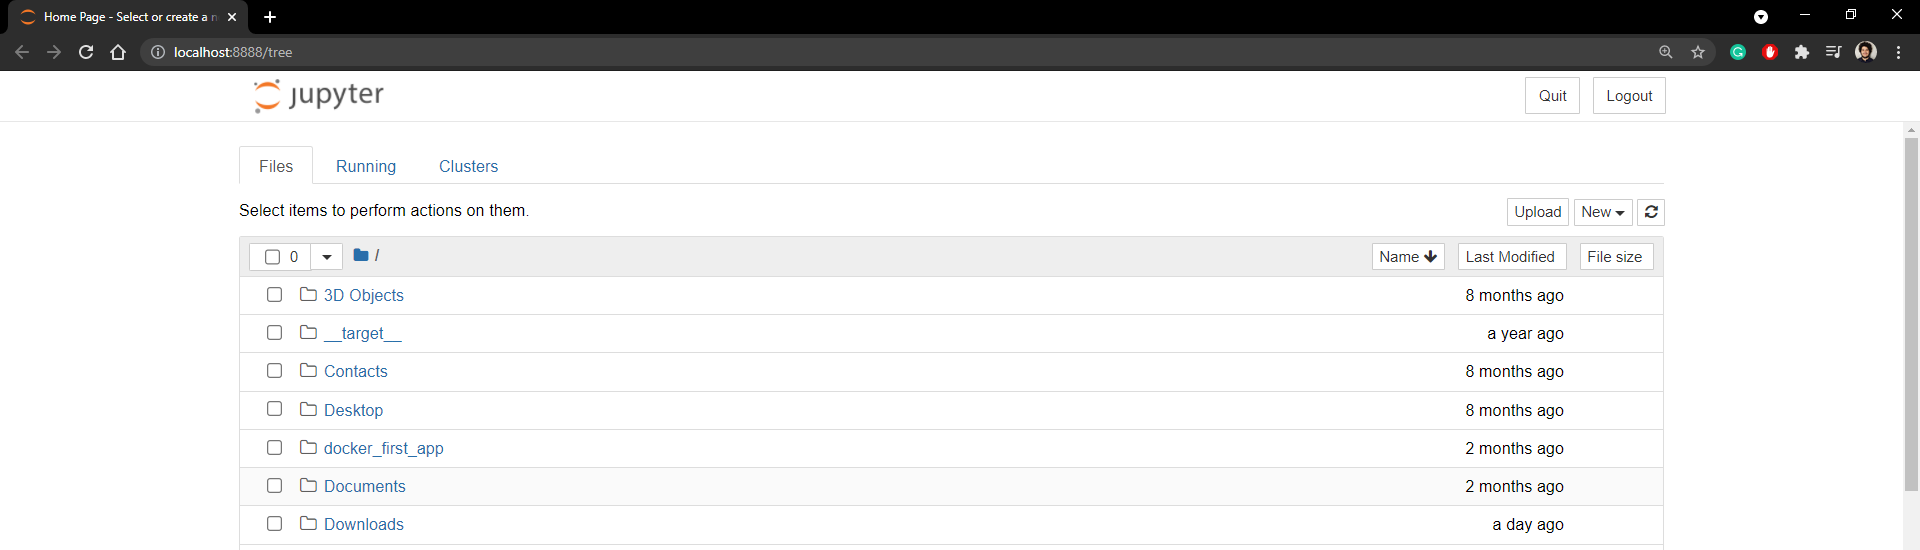 Home Page - Select or create a n
localhost:8888/tree
jupyter
Quit Logout
Files Running Clusters
Select items to perform actions on them.
Upload New
0 / Name Last Modified File size
3D Objects 8 months ago
__target__ a year ago
Contacts 8 months ago
Desktop 8 months ago
docker_first_app 2 months ago
Documents 2 months ago
Downloads a day ago